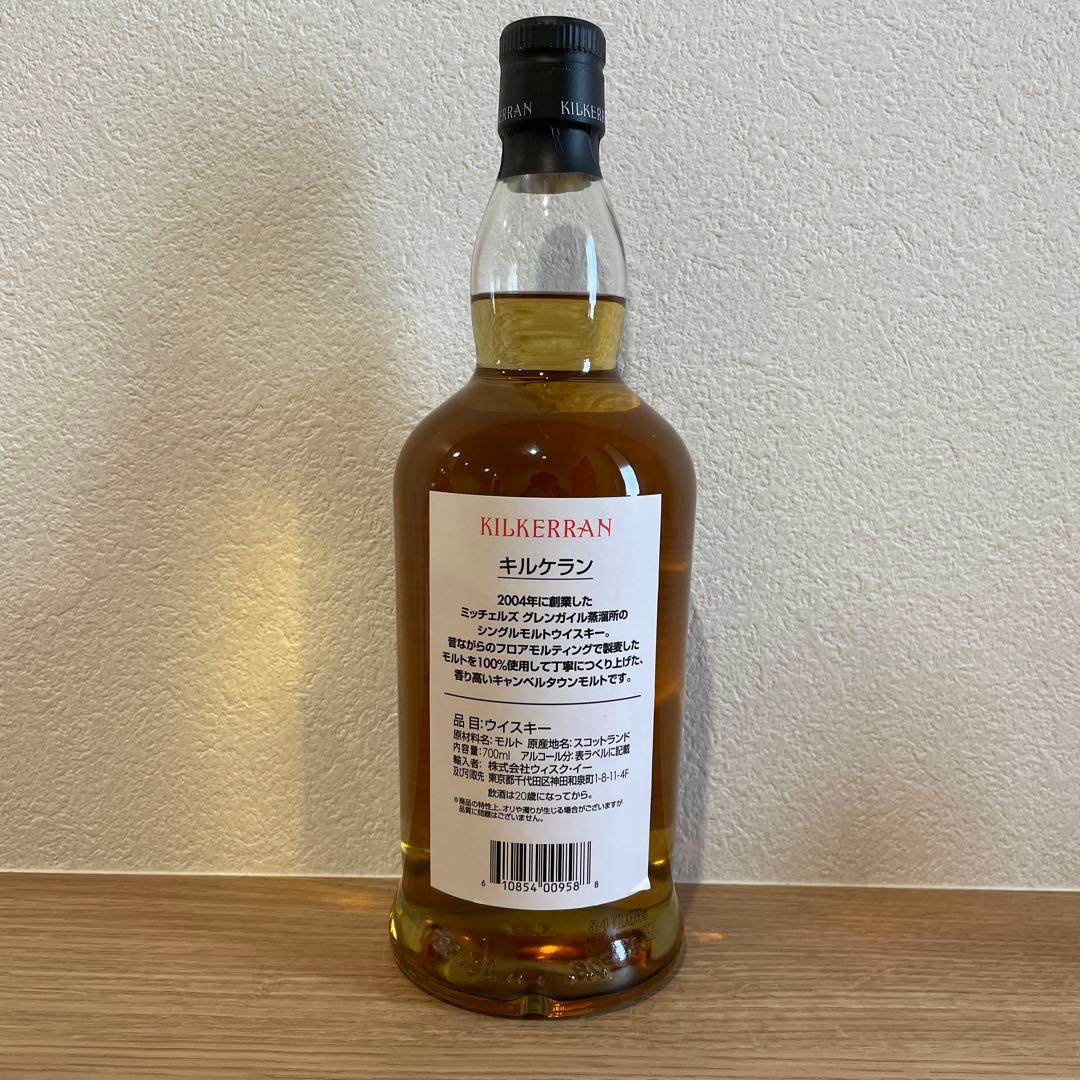 KILKERRAN
KILKERRAN
キルケラン
2004年に創業した
ミッチェルズ グレンガイル蒸溜所の
シングルモルトウイスキー。
昔ながらのフロアモルティングで製麦した
モルトを100%使用して丁寧につくり上げた、
香り高いキャンベルタウンモルトです。
品 目:ウイスキー
原材料名:モルト 原産地名:スコットランド
内容量:700ml アルコール分:表ラベルに記載
輸入者: 株式会社ウィスク・イー
及び引取先 東京都千代田区神田和泉町1-8-11-4F
飲酒は20歳になってから。
※商品の特性上、オリや濁りが生じる場合がございますが
品質に問題はございません。
6 10854 00958 8